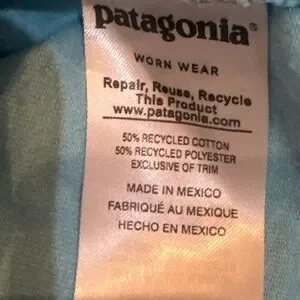 patagonia®
WORN WEAR
Repair, Reuse, Recycle
This Product
www.patagonia.com
50% RECYCLED COTTON
50% RECYCLED POLYESTER
EXCLUSIVE OF TRIM
MADE IN MEXICO
FABRIQUÉ AU MEXIQUE
HECHO EN MEXICO